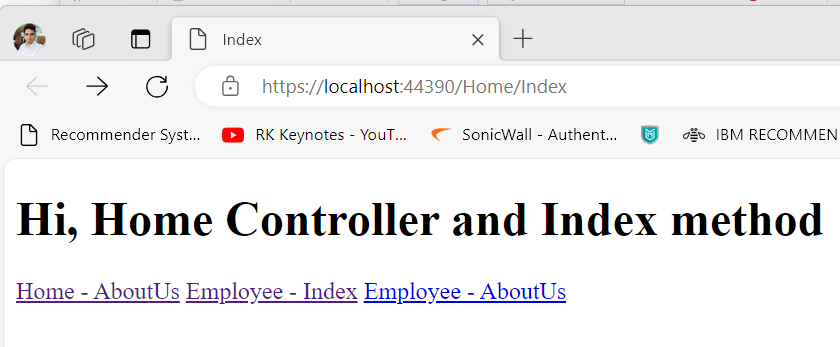 Index
https://localhost:44390/Home/Index
Recommender Syst... RK Keynotes - YouT... SonicWall - Authent... IBM RECOMMEN
Hi, Home Controller and Index method
Home - AboutUs Employee - Index Employee - AboutUs